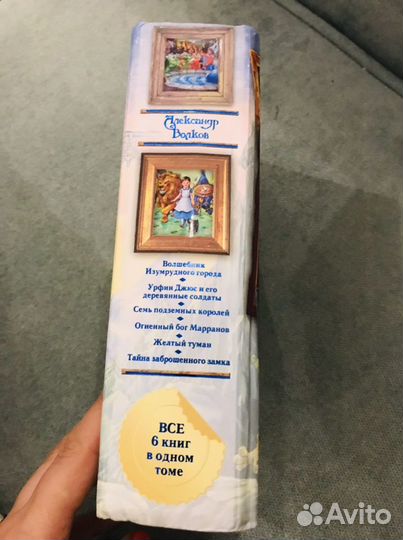 Александр
Волков
Волшебник
Изумрудного города
Урфин Джюс и его
деревянные солдаты
Семь подземных королей
Огненный бог Марранов
Желтый туман
Тайна заброшенного замка
ВСЕ
6 книг
в одном
томе
Avito